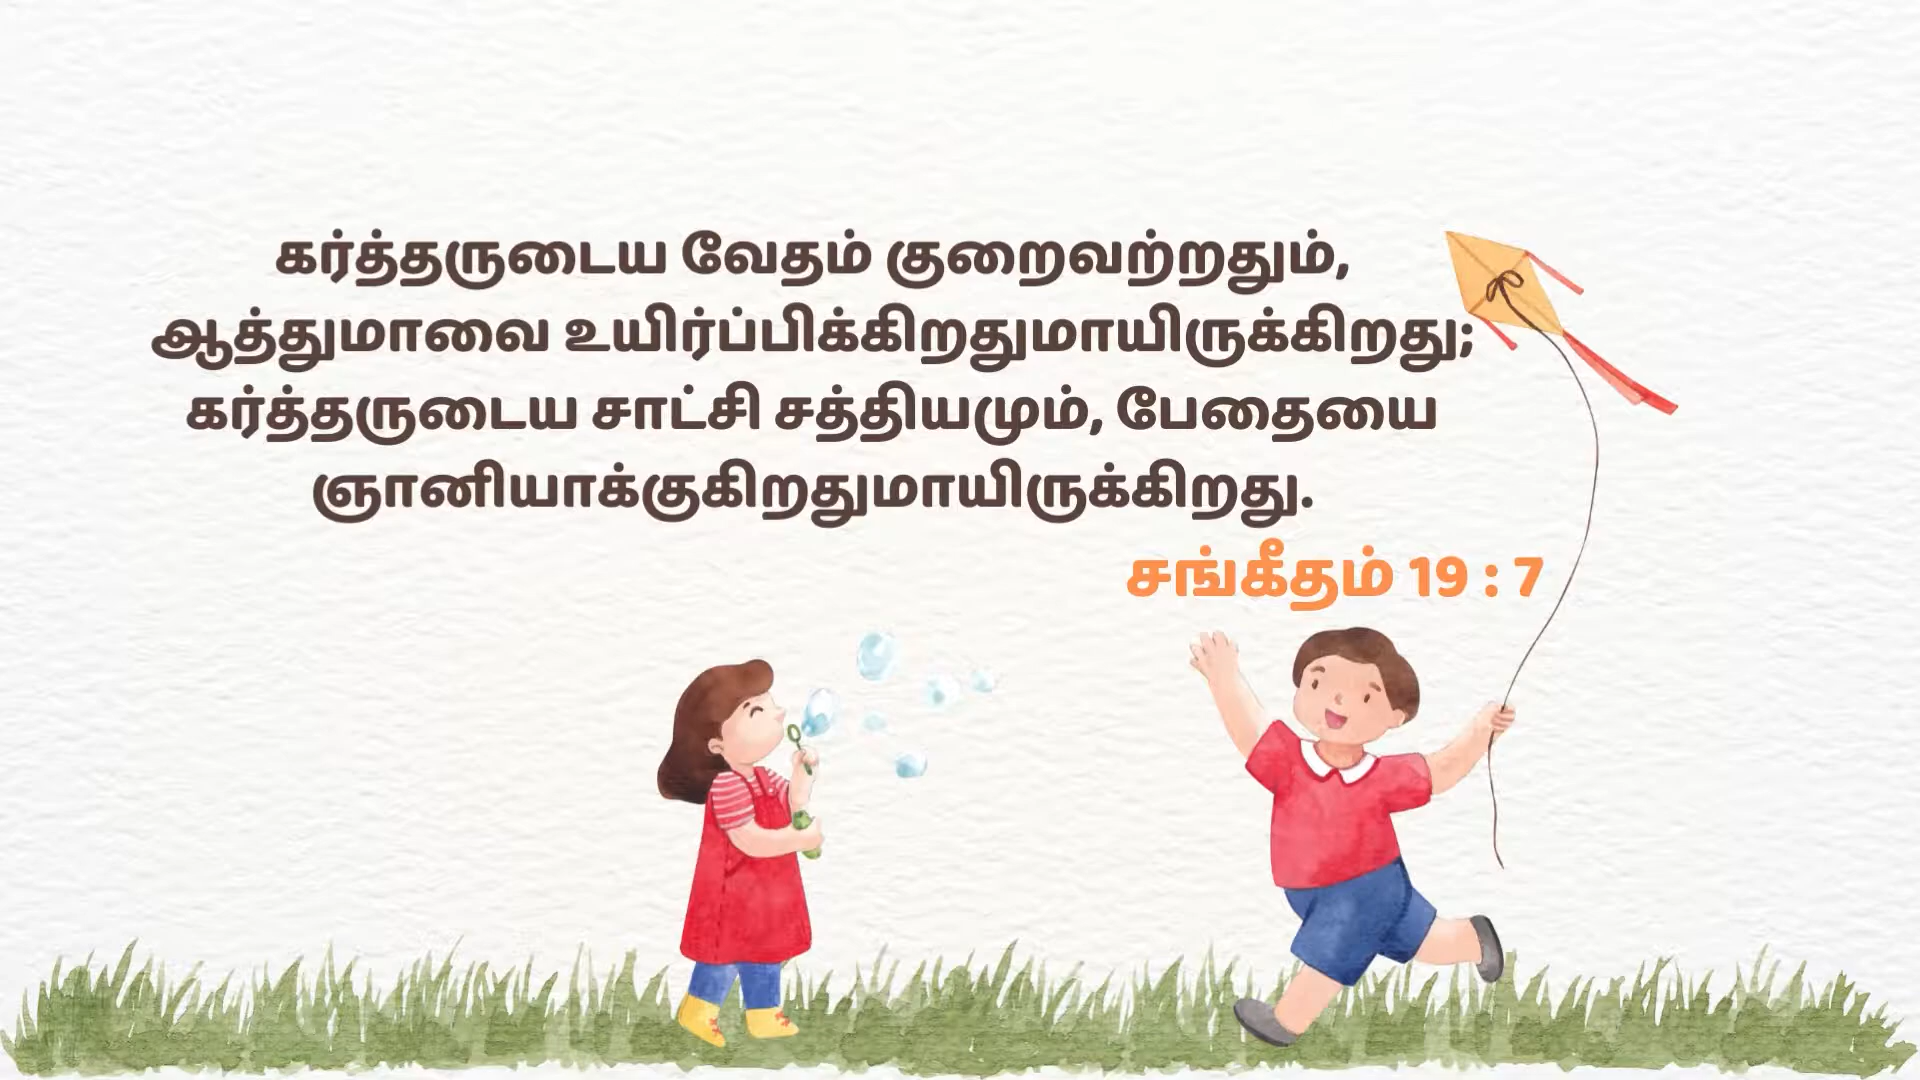 கர்த்தருடைய வேதம் குறைவற்றதும்,
ஆத்துமாவை உயிர்ப்பிக்கிறதுமாயிருக்கிறது;
கர்த்தருடைய சாட்சி சத்தியமும், பேதையை
ஞானியாக்குகிறதுமாயிருக்கிறது.
சங்கீதம் 19 : 7